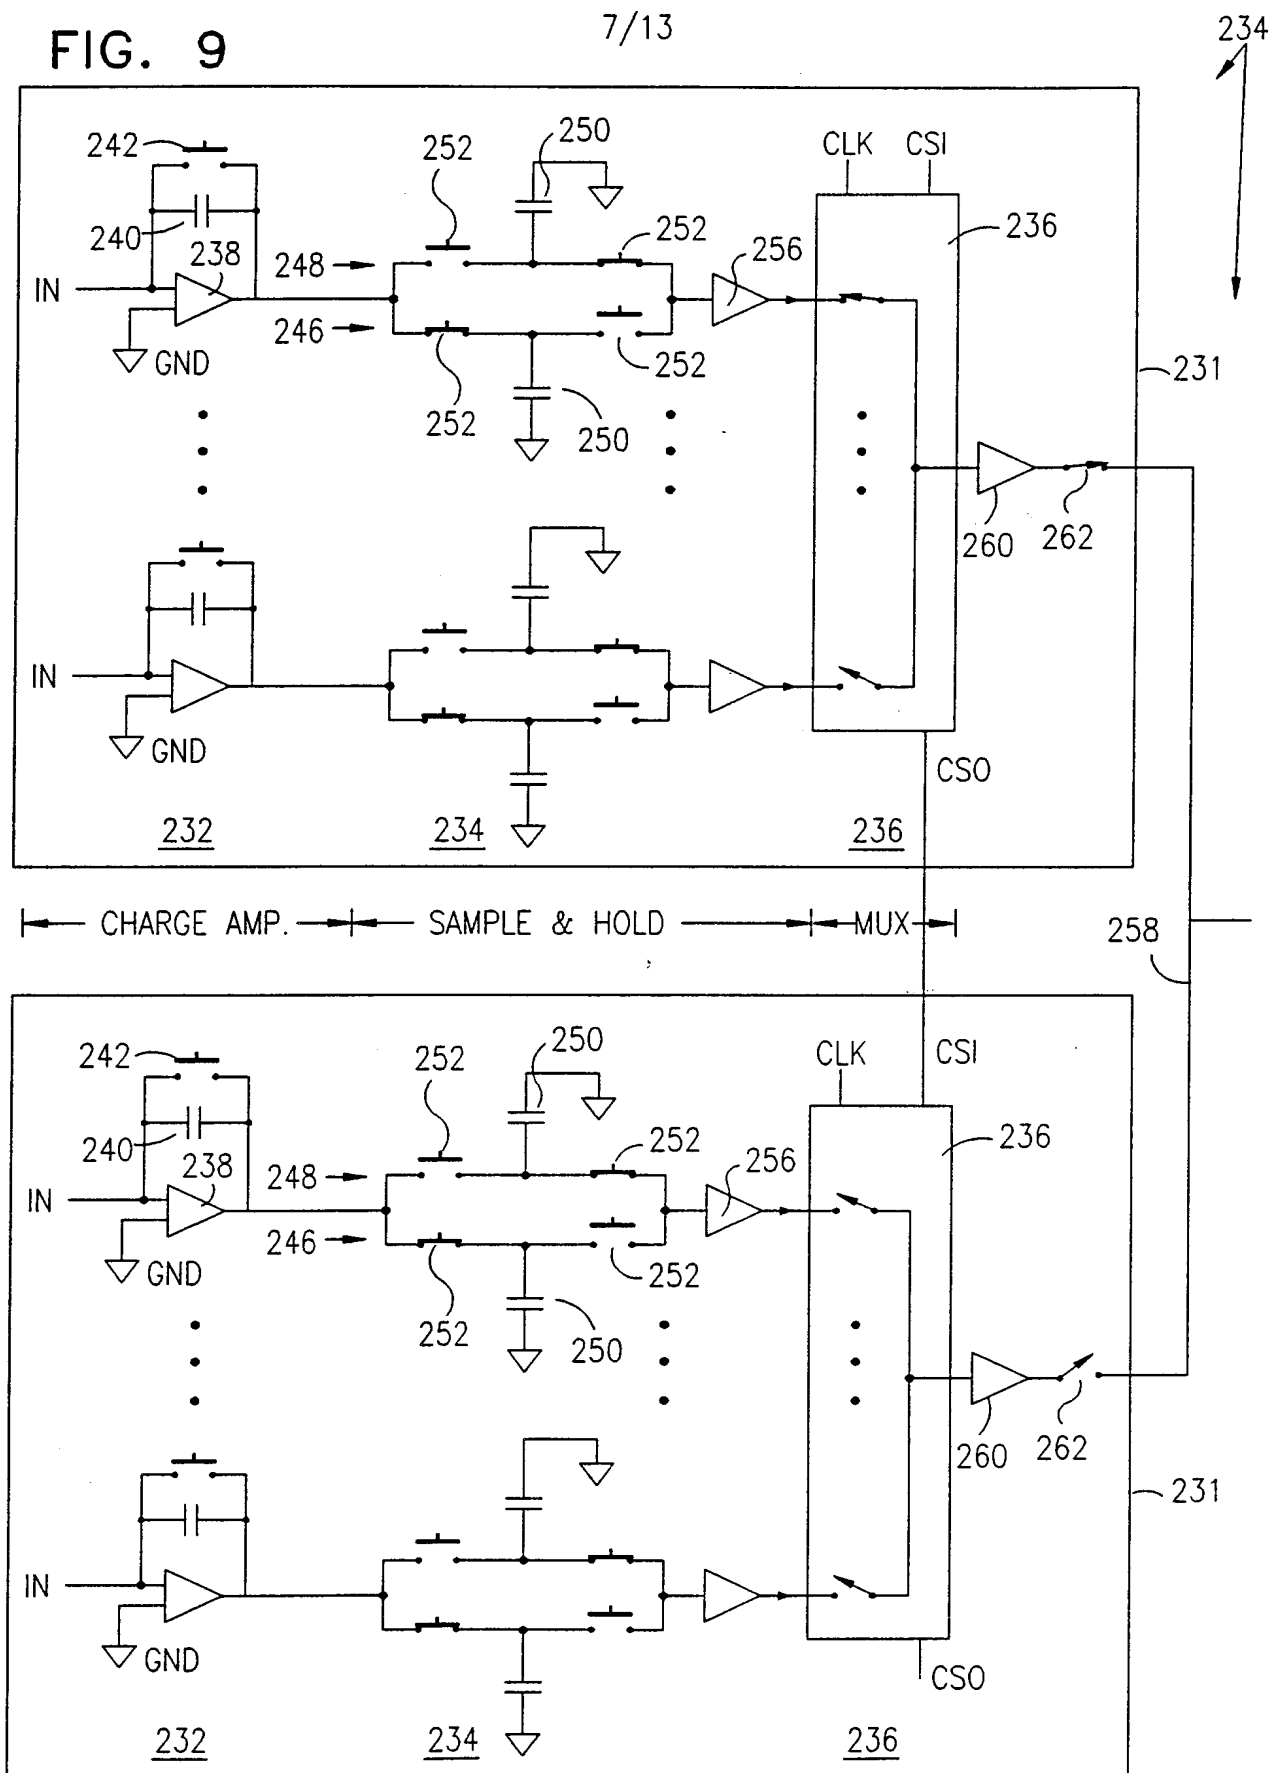 FIG. 9
7/13
234
242
252
250
CLK
CSI
240
238
248
252
256
236
IN
246
GND
252
252
250
231
260
262
IN
GND
CSO
232
234
236
CHARGE AMP.
SAMPLE & HOLD
MUX
258
242
252
250
CLK
CSI
240
238
248
252
256
236
IN
246
GND
252
252
250
260
262
231
IN
GND
CSO
232
234
236